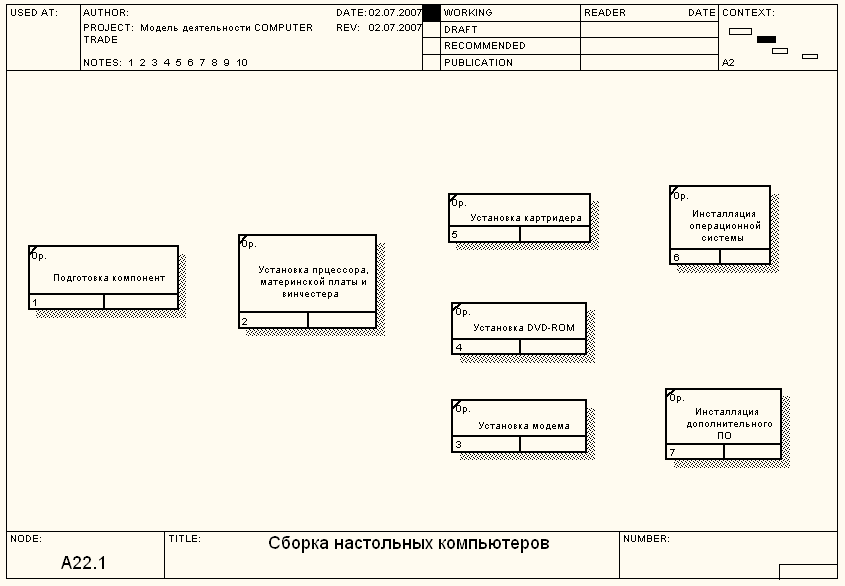 USED AT:
AUTHOR:
DATE: 02.07.2007
PROJECT: Модель деятельности COMPUTER
TRADE
REV: 02.07.2007
NOTES: 1 2 3 4 5 6 7 8 9 10
WORKING
DRAFT
RECOMMENDED
PUBLICATION
READER
DATE
CONTEXT:
A2
0р.
Подготовка компонент
1
0р.
Установка прцессора,
материнской платы и
винчестера
2
0р.
Установка картридера
5
0р.
Установка DVD-ROM
4
0р.
Установка модема
3
0р.
Инсталляция
операционной
системы
6
0р.
Инсталляция
дополнительного
ПО
7
NODE:
A22.1
TITLE:
Сборка настольных компьютеров
NUMBER: